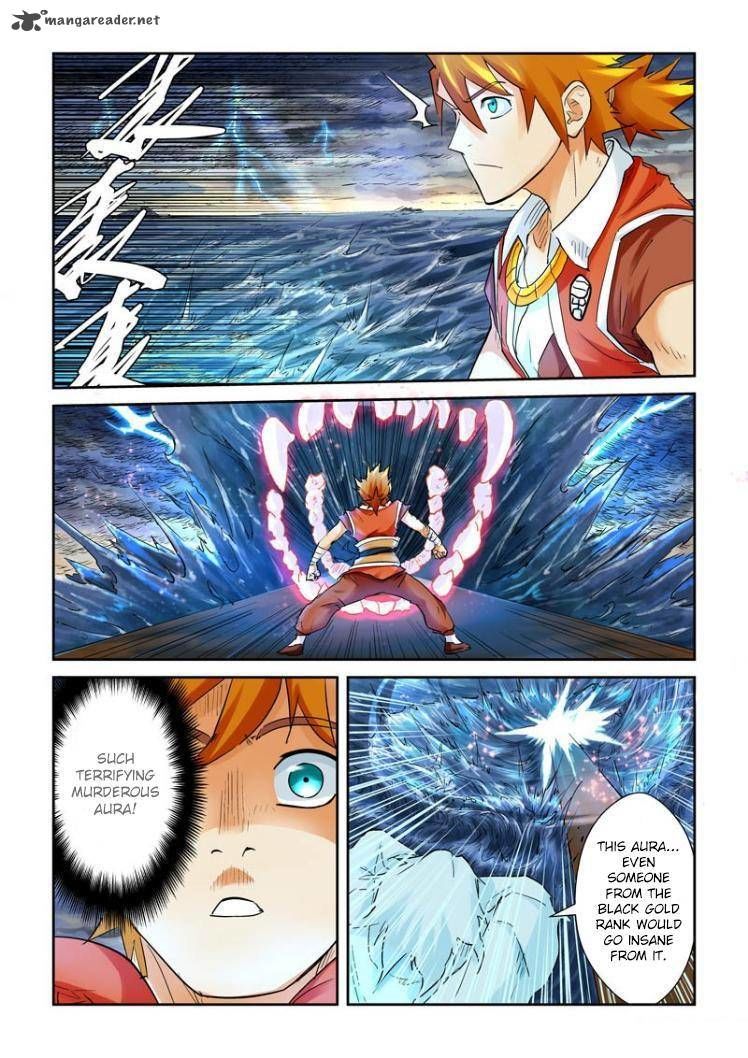 mangareader.net
SUCH
TERRIFYING
MURDEROUS
AURA!
THIS AURA...
EVEN
SOMEONE
FROM THE
BLACK GOLD
RANK WOULD
GO INSANE
FROM IT.